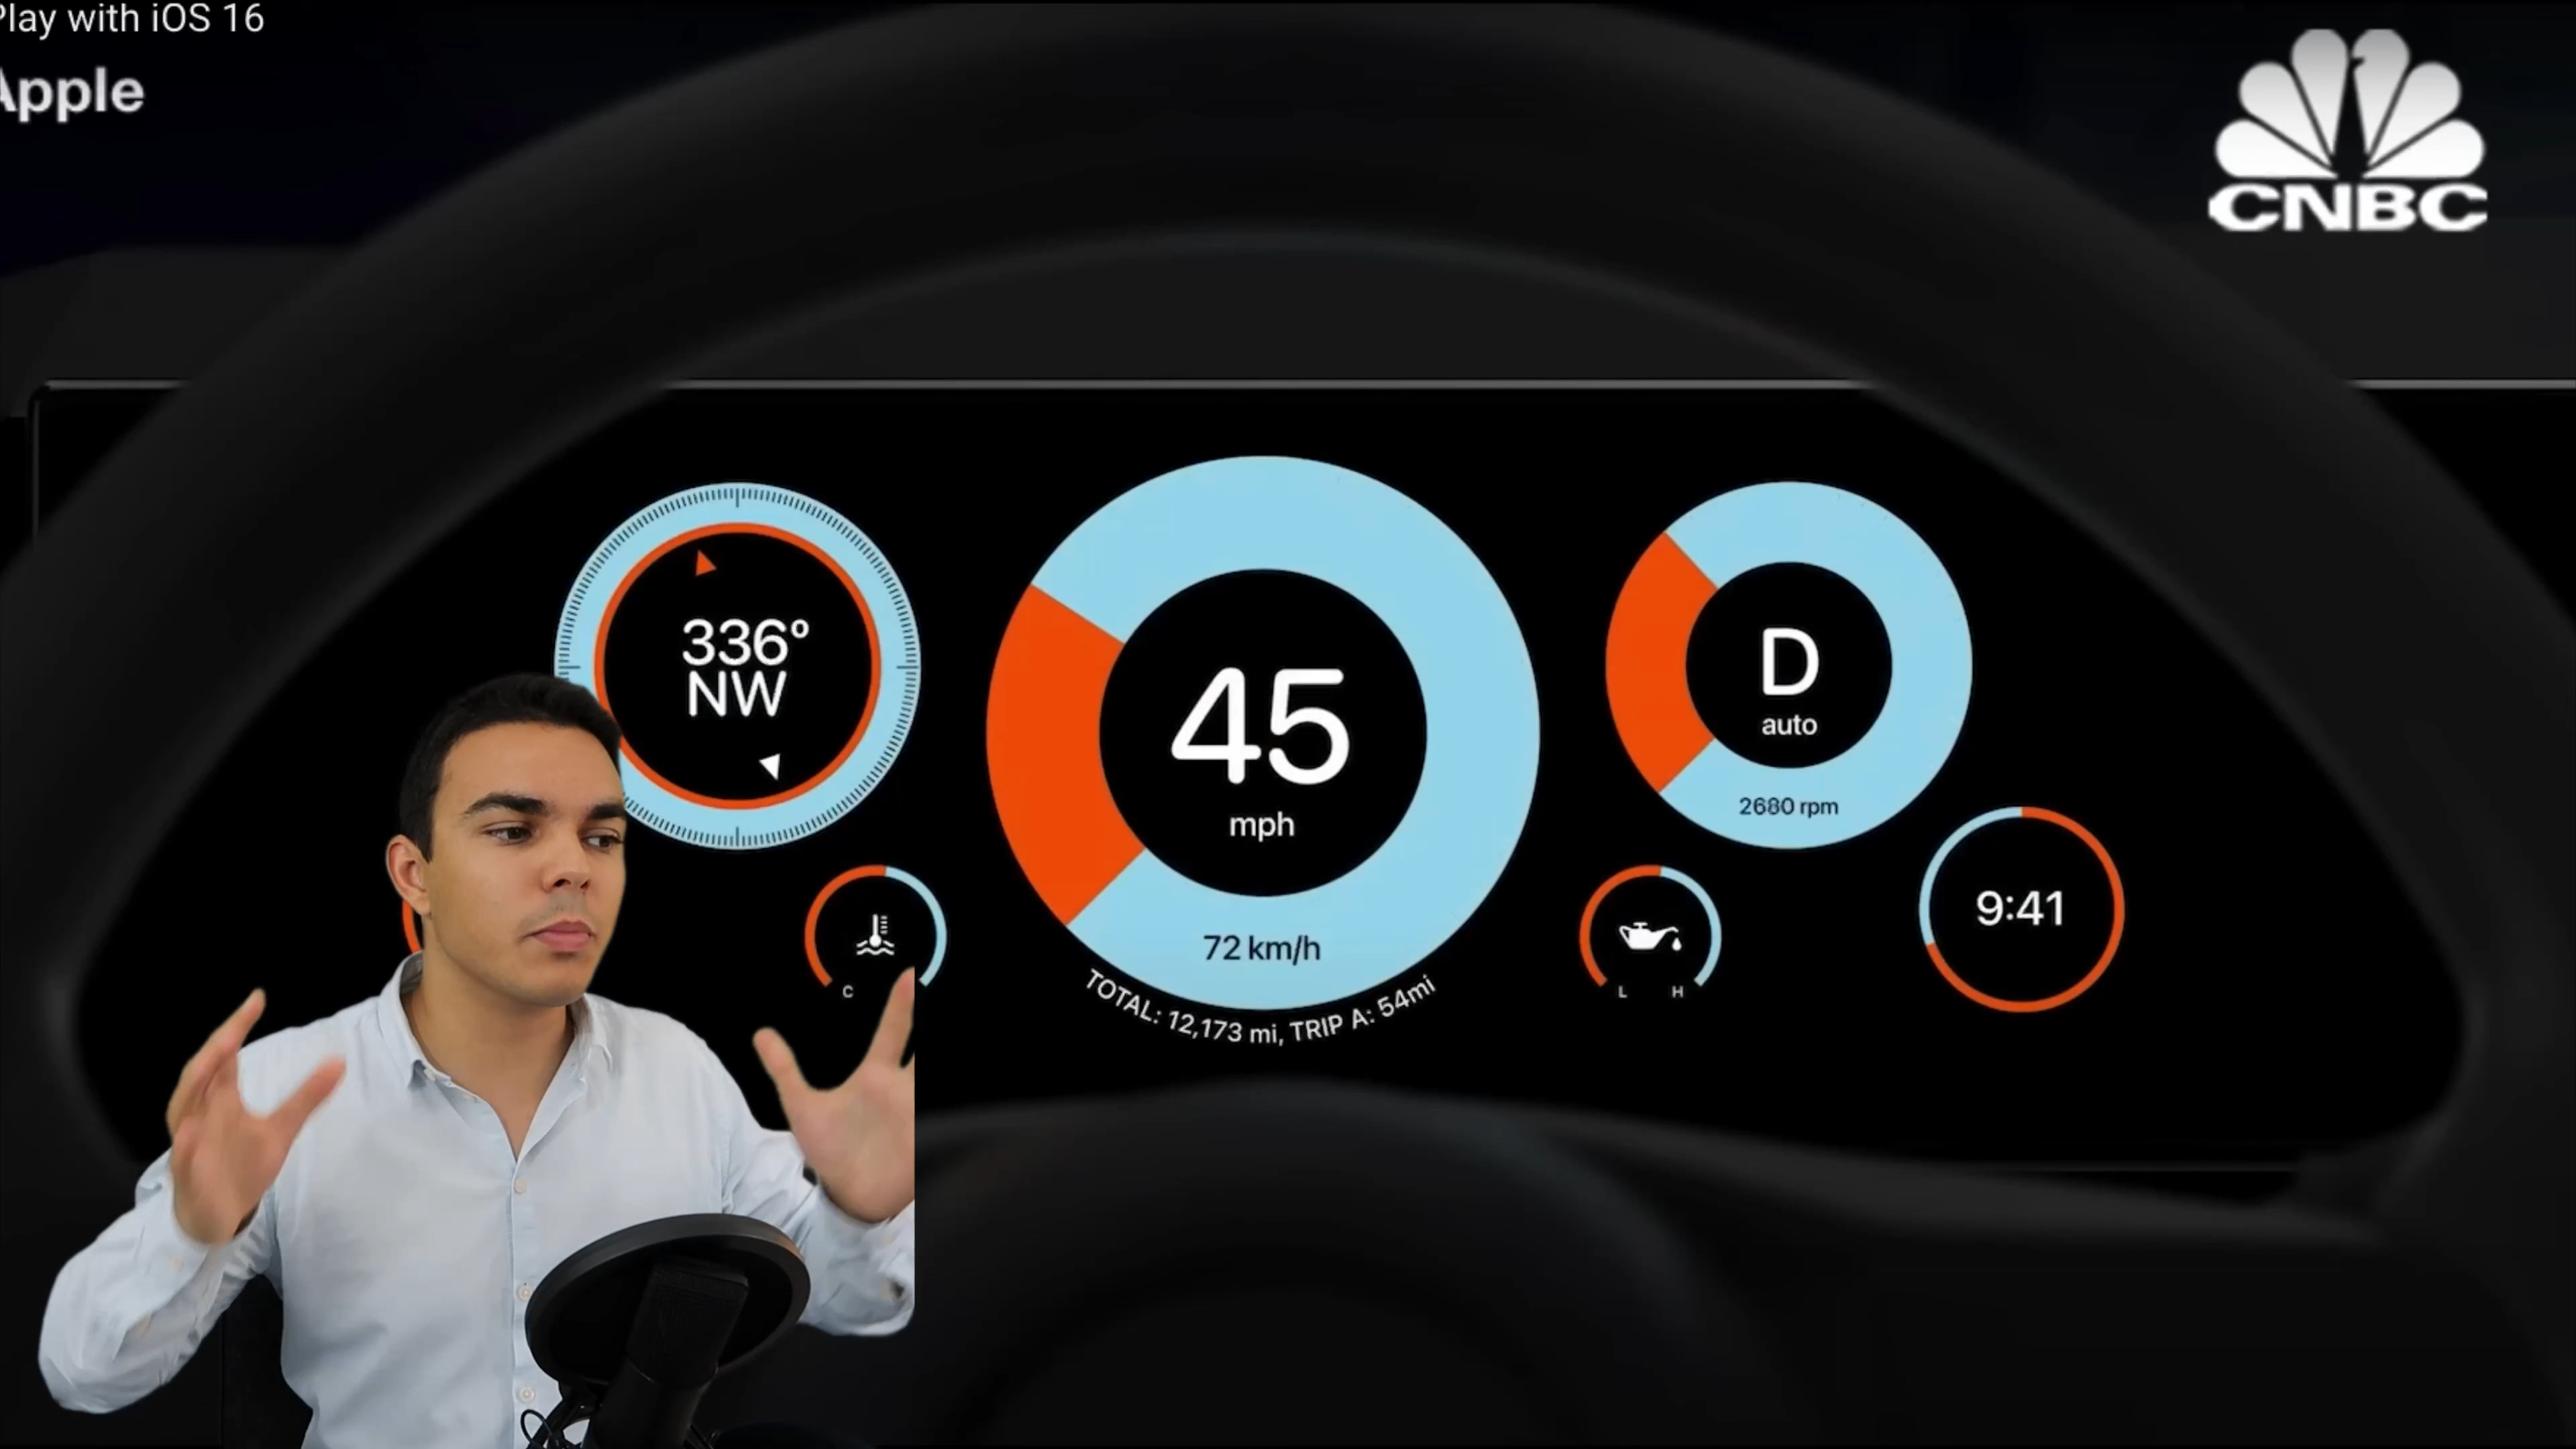 Play with iOS 16
Apple
CNBC
336°
NW
45
mph
72 km/h
TOTAL: 12,173 mi, TRIP A: 54mi
D
auto
2680 rpm
C
L H
9:41